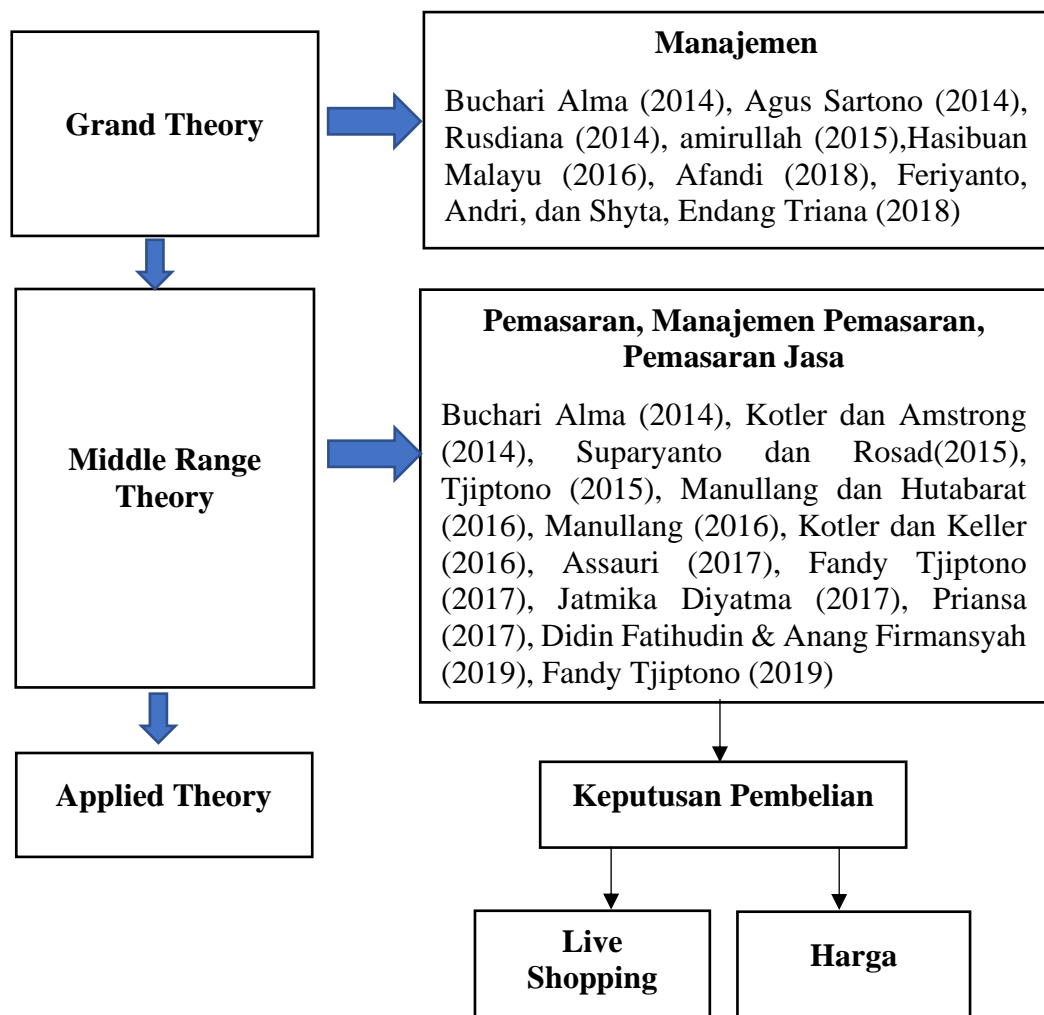 Grand Theory
Manajemen
Buchari Alma (2014), Agus Sartono (2014),
Rusdiana (2014), amirullah (2015),Hasibuan
Malayu (2016), Afandi (2018), Feriyanto,
Andri, dan Shyta, Endang Triana (2018)
Middle Range
Theory
Pemasaran, Manajemen Pemasaran,
Pemasaran Jasa
Buchari Alma (2014), Kotler dan Amstrong
(2014), Suparyanto dan Rosad(2015),
Tjiptono (2015), Manullang dan Hutabarat
(2016), Manullang (2016), Kotler dan Keller
(2016), Assauri (2017), Fandy Tjiptono
(2017), Jatmika Diyatma (2017), Priansa
(2017), Didin Fatihudin & Anang Firmansyah
(2019), Fandy Tjiptono (2019)
Applied Theory
Keputusan Pembelian
Live
Shopping
Harga